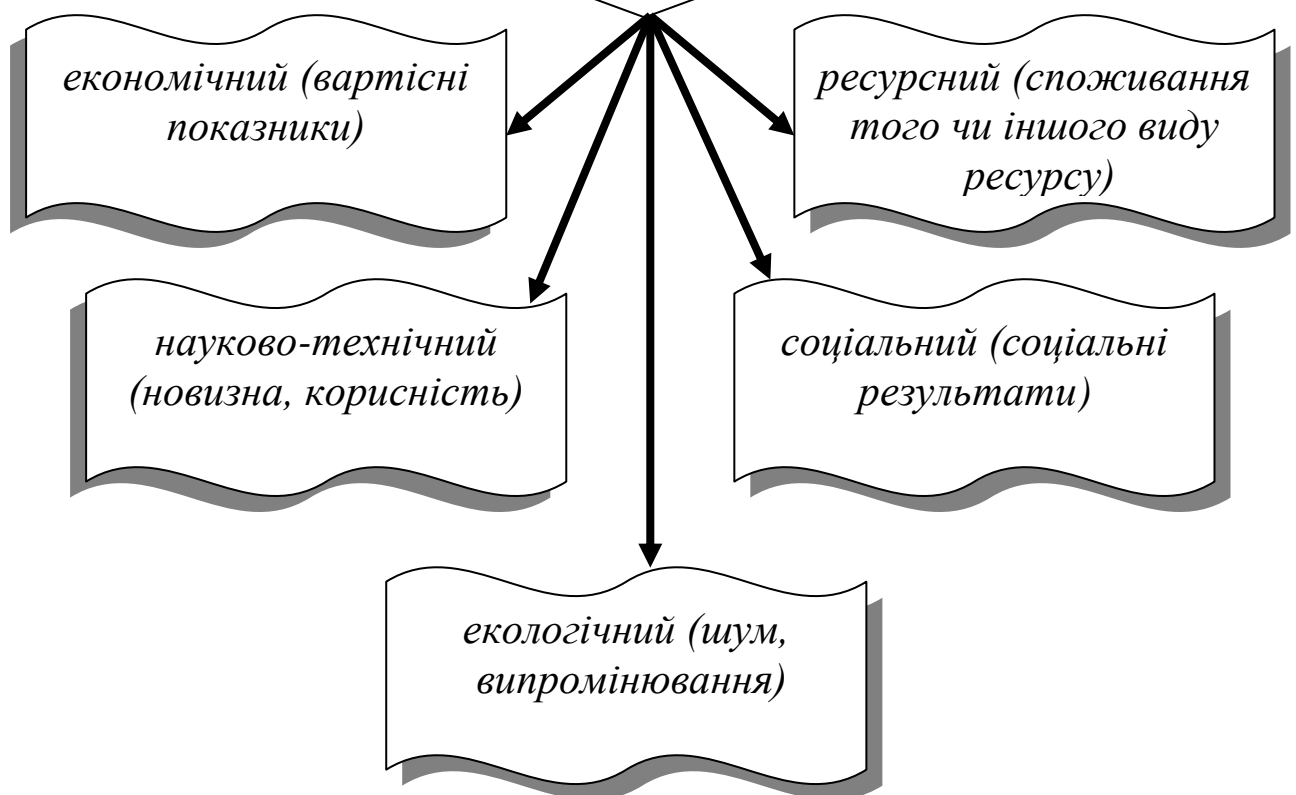 економічний (вартісні
показники)
ресурсний (споживання
того чи іншого виду
ресурсу)
науково-технічний
(новизна, корисність)
соціальний (соціальні
результати)
екологічний (шум,
випромінювання)